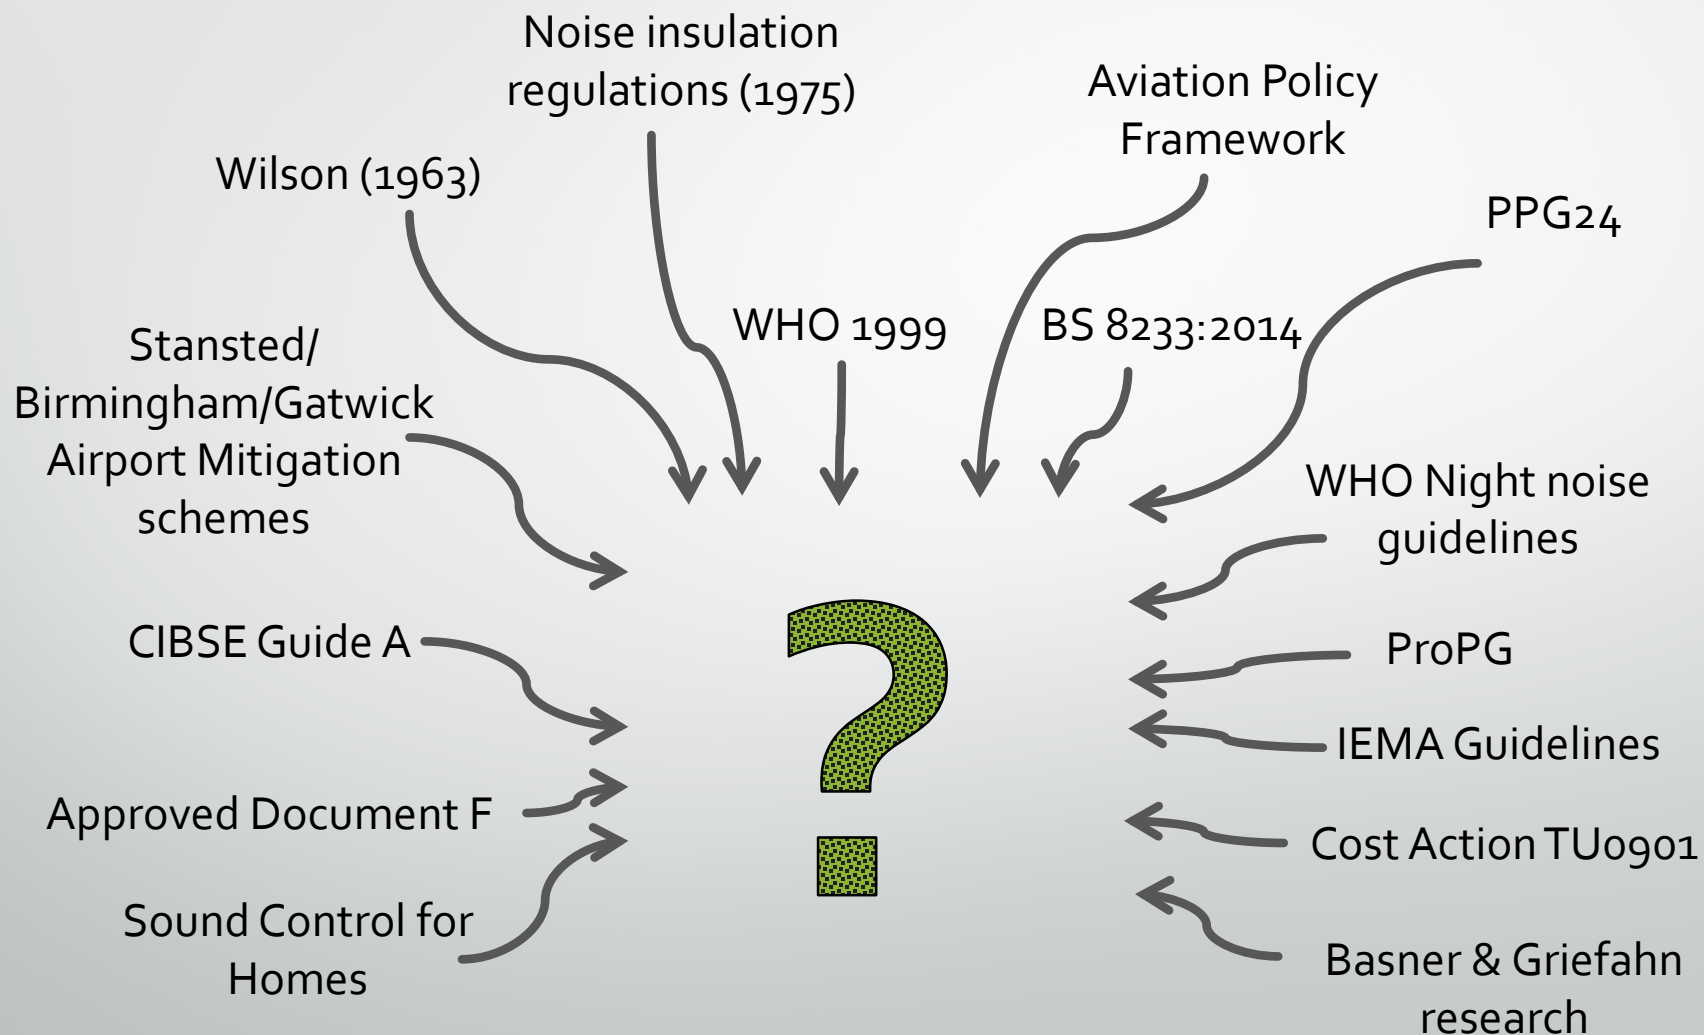 Noise insulation
regulations (1975)
Aviation Policy
Framework
Wilson (1963)
PPG24
WHO 1999
BS 8233:2014
Stansted/
Birmingham/Gatwick
Airport Mitigation
schemes
WHO Night noise
guidelines
CIBSE Guide A
ProPG
IEMA Guidelines
Approved Document F
Cost Action TU0901
Sound Control for
Homes
Basner & Griefahn
research
?